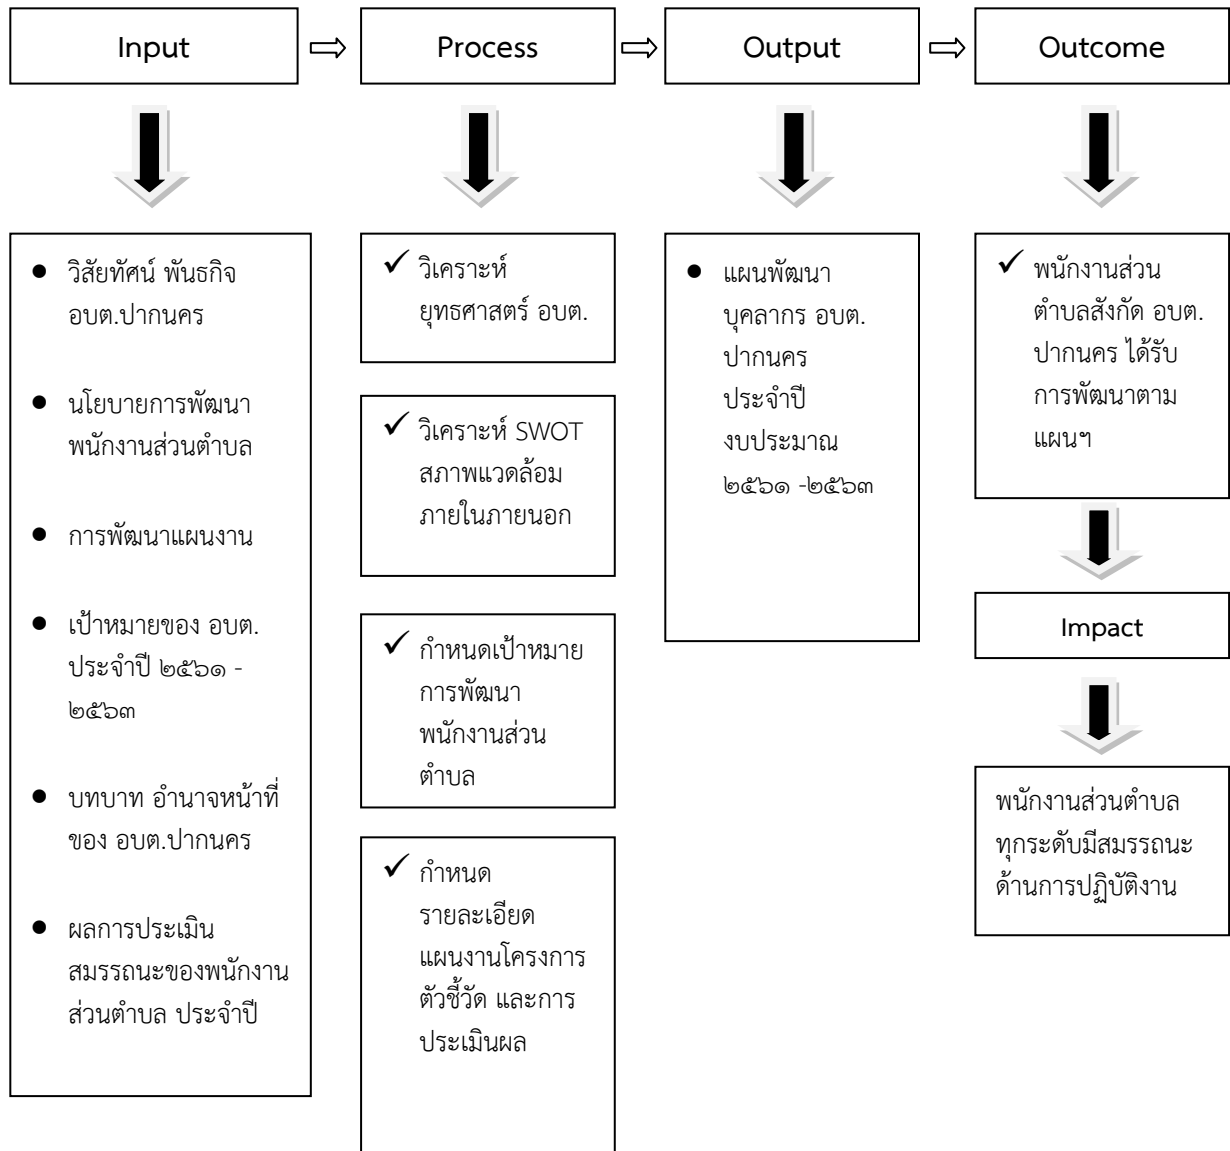 Input
Process
Output
Outcome
วิสัยทัศน์ พันธกิจ
อบต.ปากนคร
นโยบายการพัฒนา
พนักงานส่วนตำบล
การพัฒนาแผนงาน
เป้าหมายของ อบต.
ประจำปี ๒๕๖๑ -
๒๕๖๓
บทบาท อำนาจหน้าที่
ของ อบต.ปากนคร
ผลการประเมิน
สมรรถนะของพนักงาน
ส่วนตำบล ประจำปี
วิเคราะห์
ยุทธศาสตร์ อบต.
วิเคราะห์ SWOT
สภาพแวดล้อม
ภายในภายนอก
กำหนดเป้าหมาย
การพัฒนา
พนักงานส่วน
ตำบล
กำหนด
รายละเอียด
แผนงานโครงการ
ตัวชี้วัด และการ
ประเมินผล
แผนพัฒนา
บุคลากร อบต.
ปากนคร
ประจำปี
งบประมาณ
๒๕๖๑ -๒๕๖๓
พนักงานส่วน
ตำบลสังกัด อบต.
ปากนคร ได้รับ
การพัฒนาตาม
แผนฯ
Impact
พนักงานส่วนตำบล
ทุกระดับมีสมรรถนะ
ด้านการปฏิบัติงาน